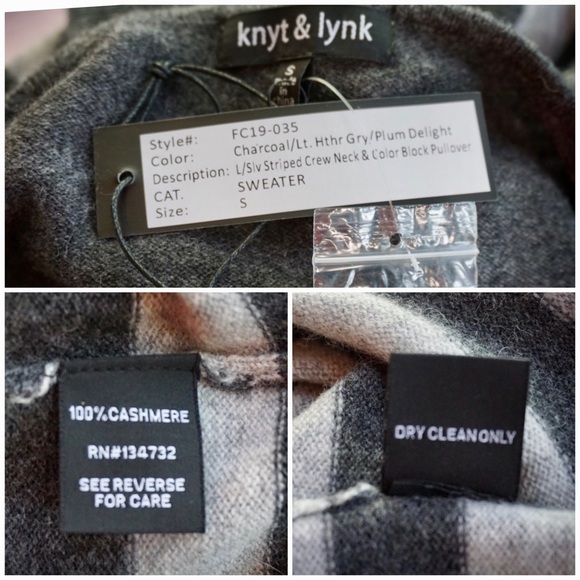 knyt & lynk
S
Style#: FC19-035
Color: Charcoal/Lt. Hthr Gry/Plum Delight
Description: L/Slv Striped Crew Neck & Color Block Pullover
CAT. SWEATER
Size: S
100%CASHMERE
RN#134732
SEE REVERSE
FOR CARE
DRY CLEAN ONLY